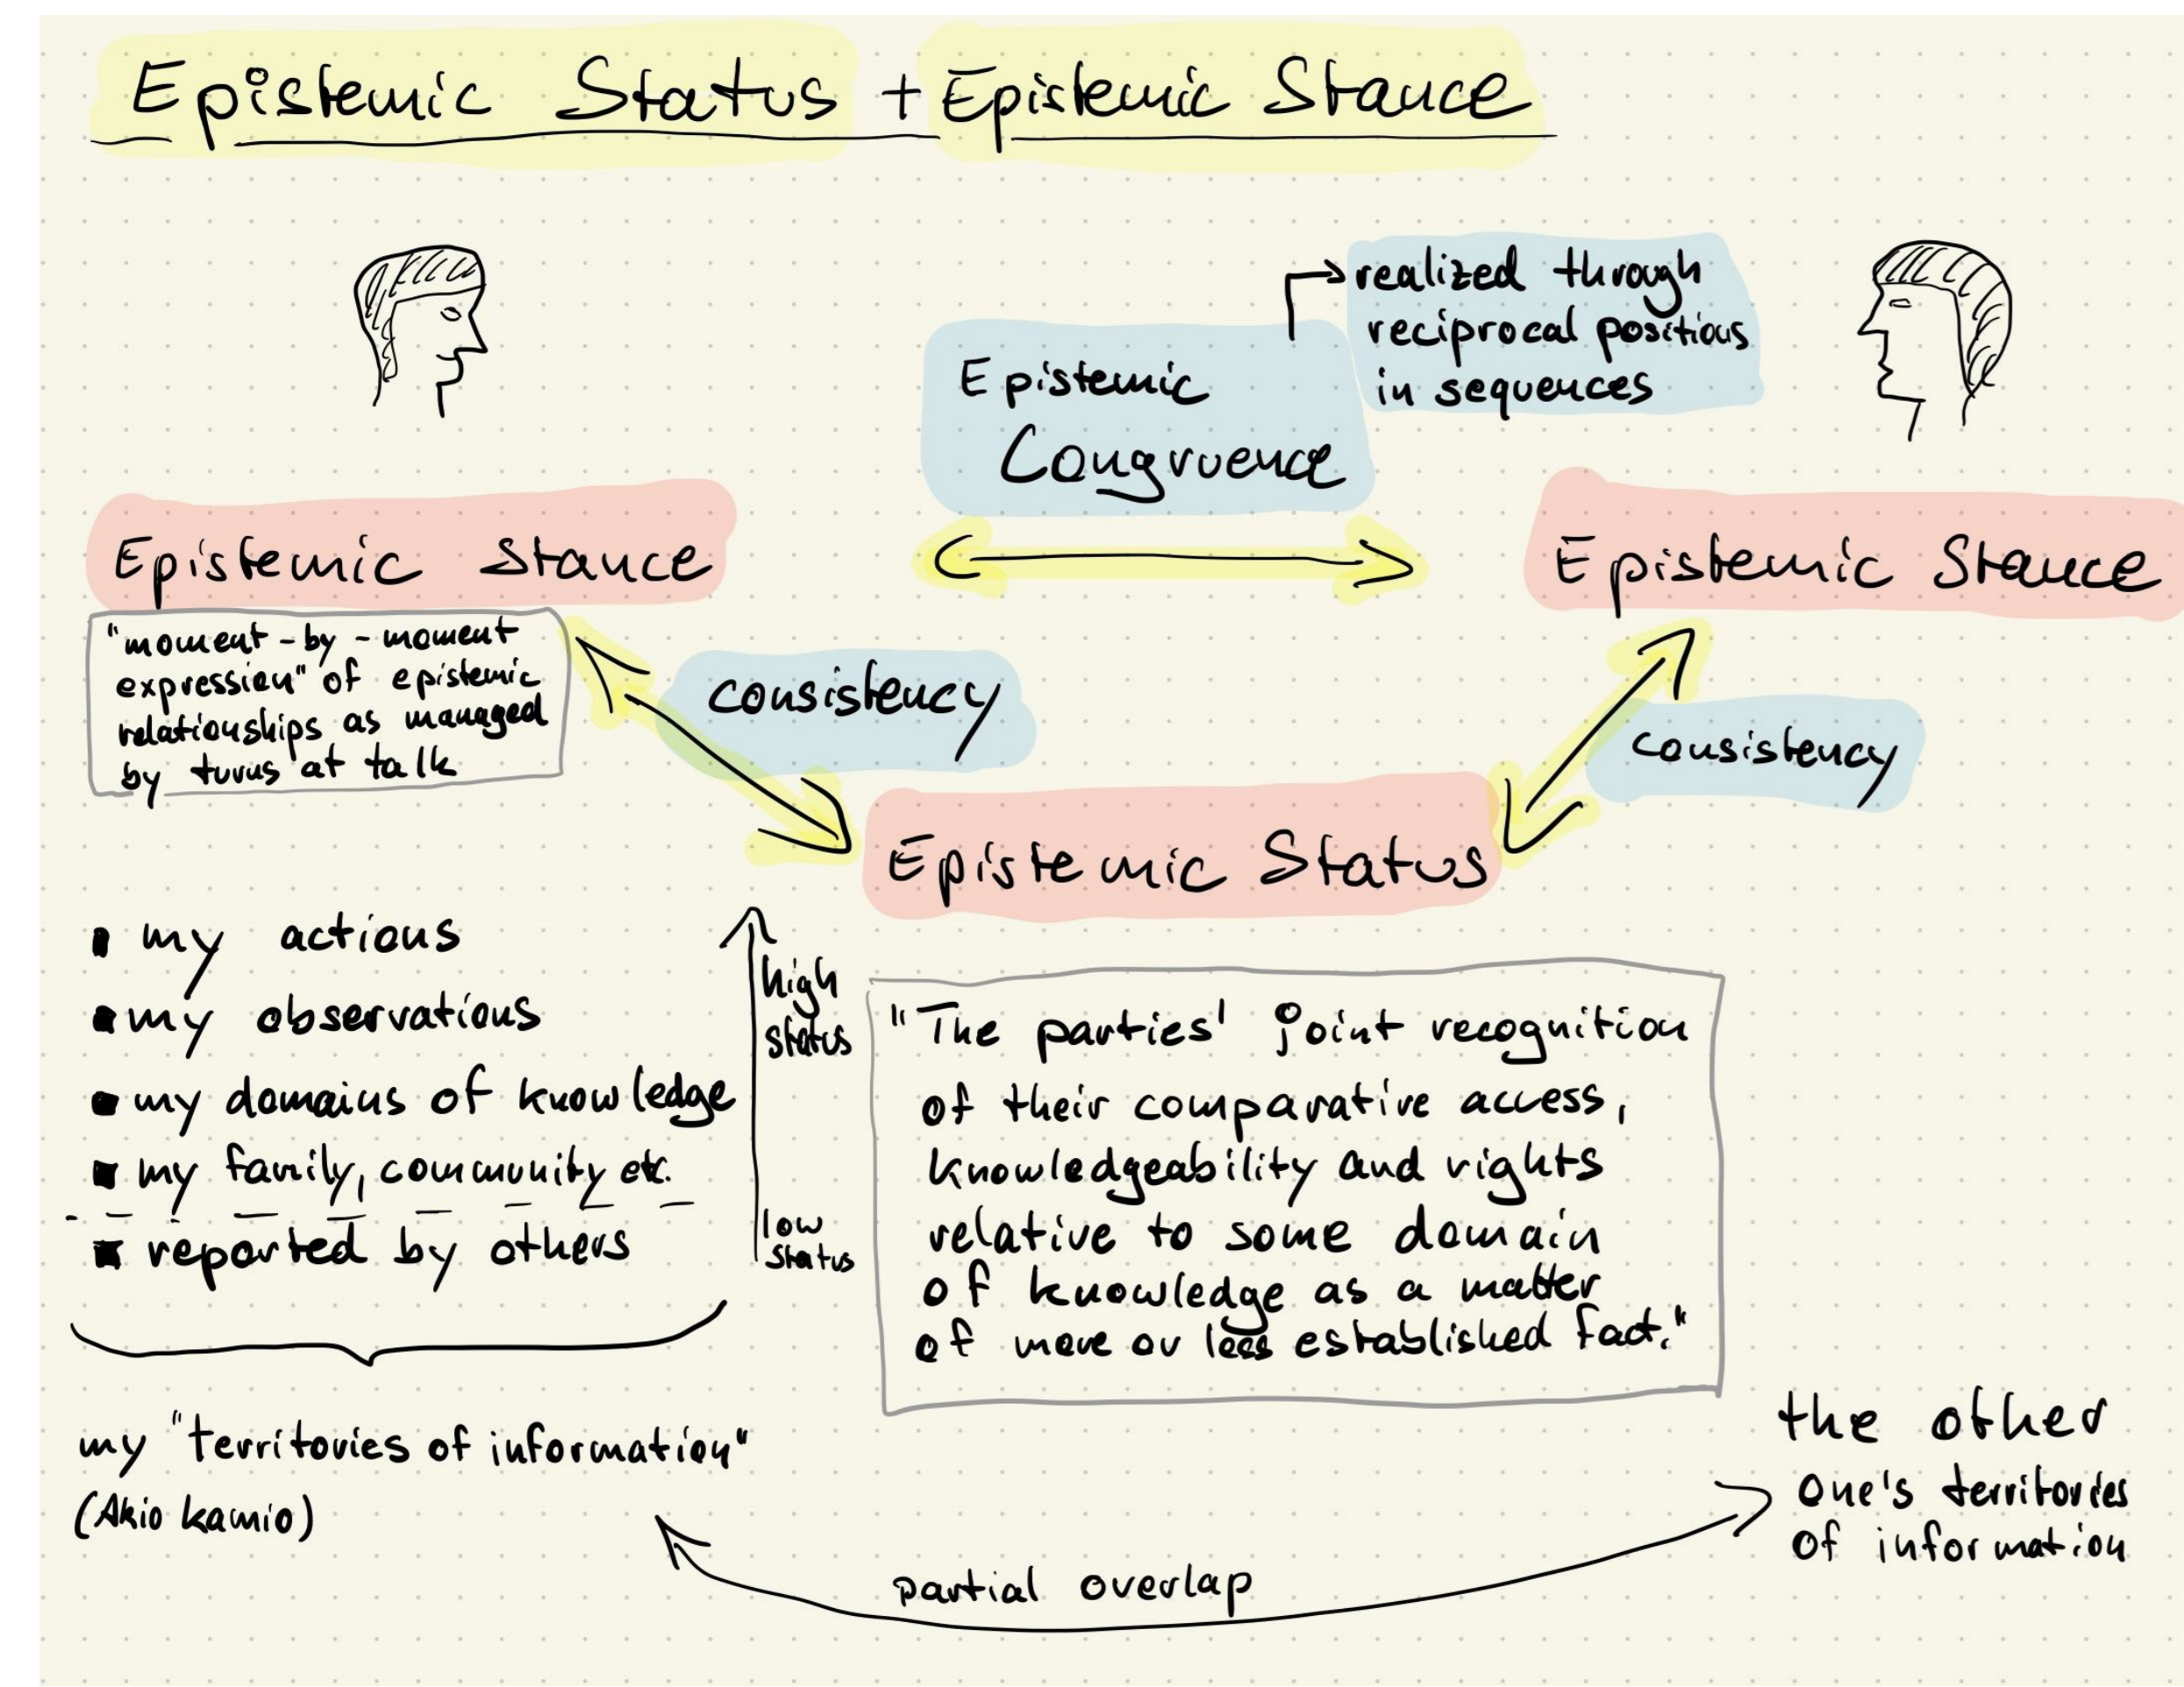 Epistemic Status + Epistemic Stance
realized through
reciprocal positions
in sequences
Epistemic
Congruence
Epistemic Stance
Epistemic Stance
"moment-by-moment
expression" of epistemic
relationships as managed
by turns at talk
consistency
consistency
Epistemic Status
▪ my actions
▪ my observations
▪ my domains of knowledge
▪ my family, community etc.
▪ reported by others
high
status
low
status
"The parties' joint recognition
of their comparative access,
knowledgeability and rights
relative to some domain
of knowledge as a matter
of more or less established fact."
my "territories of information"
(Akio Kamio)
the other
one's territories
of information
partial overlap